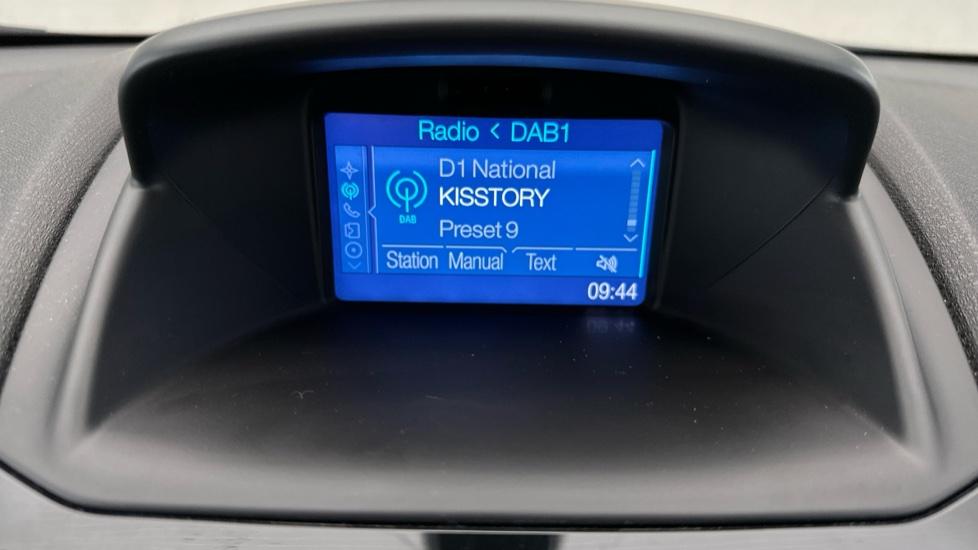 Radio < DAB1
D1 National
KISSTORY
DAB
Preset 9
Station Manual Text
09:44